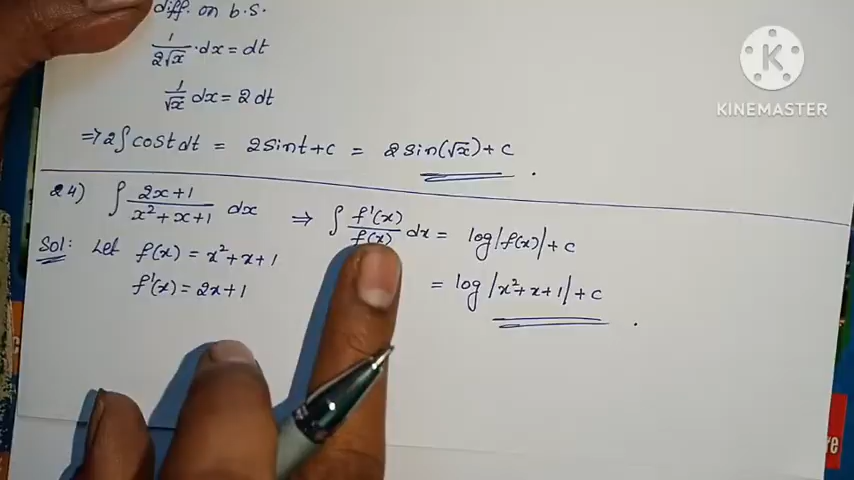 diff. on b.s.
1/(2√x) · dx = dt
1/√x dx = 2 dt
⇒ 2∫cost dt = 2sint + c = 2sin(√x) + c .
24) ∫ (2x+1)/(x²+x+1) dx ⇒ ∫ f'(x)/f(x) dx = log|f(x)| + c
Sol: Let f(x) = x²+x+1
f'(x) = 2x+1 = log|x²+x+1| + c .
KINEMASTER
re